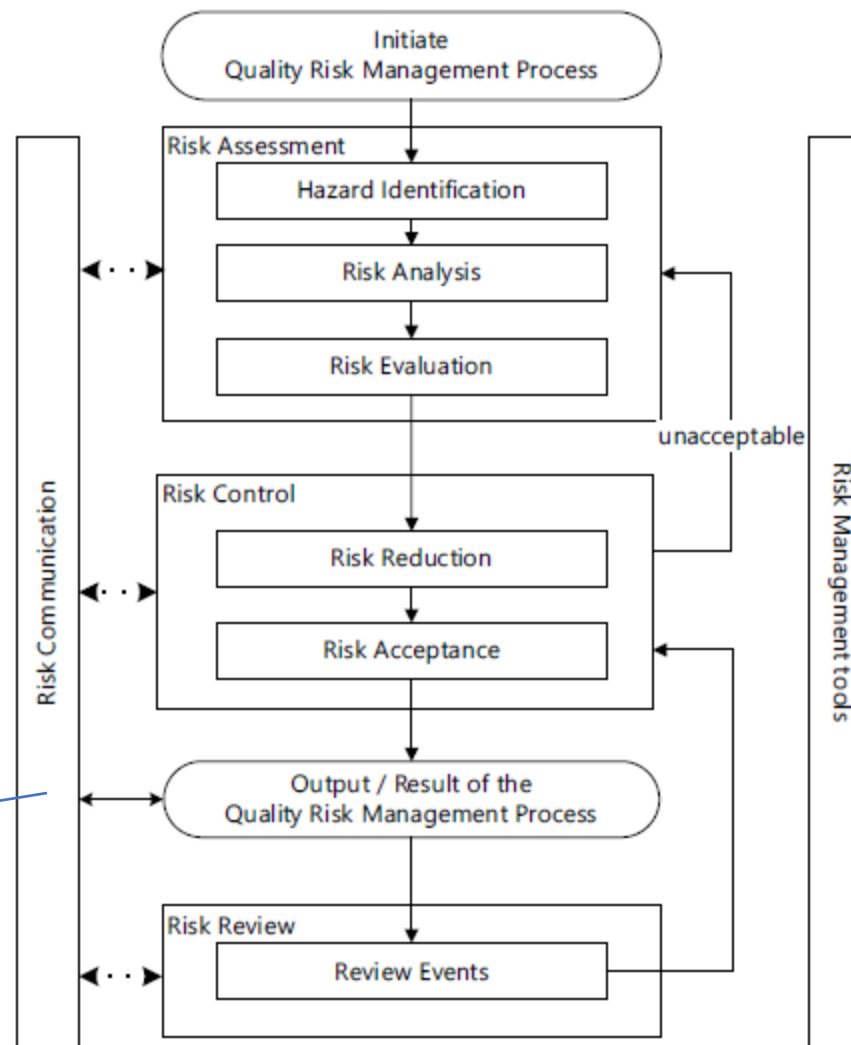 Initiate
Quality Risk Management Process
Risk Assessment
Hazard Identification
Risk Analysis
Risk Evaluation
unacceptable
Risk Control
Risk Reduction
Risk Acceptance
Output / Result of the
Quality Risk Management Process
Risk Review
Review Events
Risk Communication
Risk Management tools